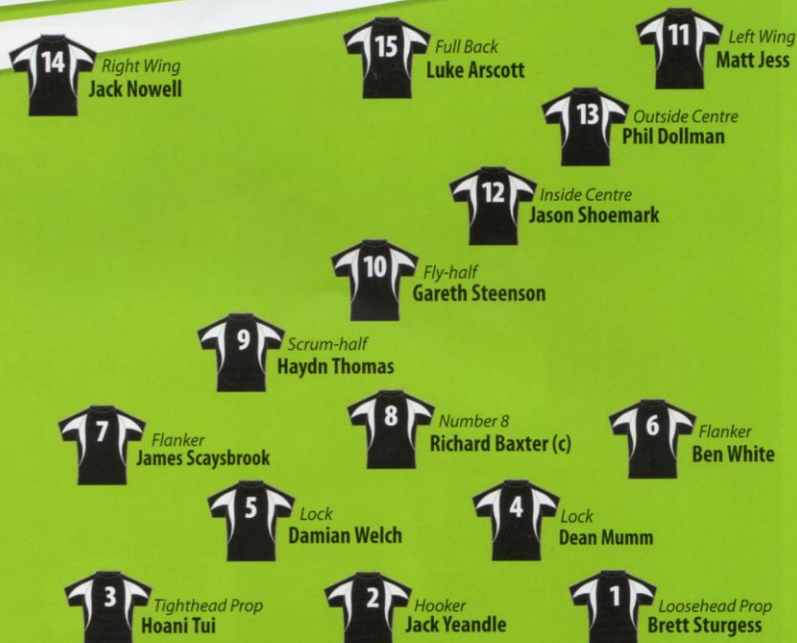 14
Right Wing
Jack Nowell
15
Full Back
Luke Arscott
11
Left Wing
Matt Jess
13
Outside Centre
Phil Dollman
12
Inside Centre
Jason Shoemark
10
Fly-half
Gareth Steenson
9
Scrum-half
Haydn Thomas
7
Flanker
James Scaysbrook
8
Number 8
Richard Baxter (c)
6
Flanker
Ben White
5
Lock
Damian Welch
4
Lock
Dean Mumm
3
Tighthead Prop
Hoani Tui
2
Hooker
Jack Yeandle
1
Loosehead Prop
Brett Sturgess